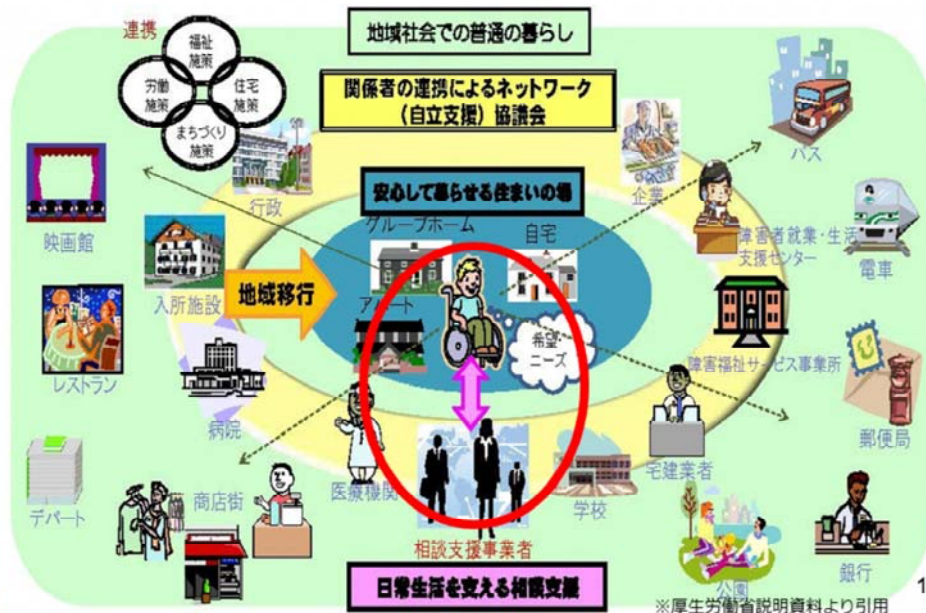 連携
福祉
施策
労働
施策
住宅
施策
まちづくり
施策
地域社会での普通の暮らし
関係者の連携によるネットワーク
(自立支援)協議会
安心して暮らせる住まいの場
行政
企業
バス
映画館
入所施設
地域移行
グループホーム
自宅
アパート
希望
ニーズ
障害者就業・生活
支援センター
電車
レストラン
病院
障害福祉サービス事業所
郵便局
デパート
商店街
医療機関
相談支援事業者
学校
宅建業者
公園
銀行
日常生活を支える相談支援
1
※厚生労働省説明資料より引用